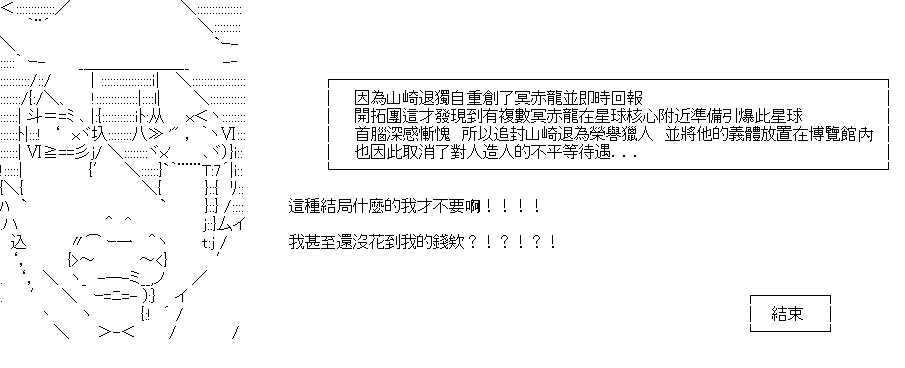 因為山崎退獨自重創了冥赤龍並即時回報
開拓團這才發現到有複數冥赤龍在星球核心附近準備引爆此星球
首腦深感慚愧 所以追封山崎退為榮譽獵人 並將他的義體放置在博覽館內
也因此取消了對人造人的不平等待遇...
這種結局什麼的我才不要啊！！！！
我甚至還沒花到我的錢欸？！？！？！
結束